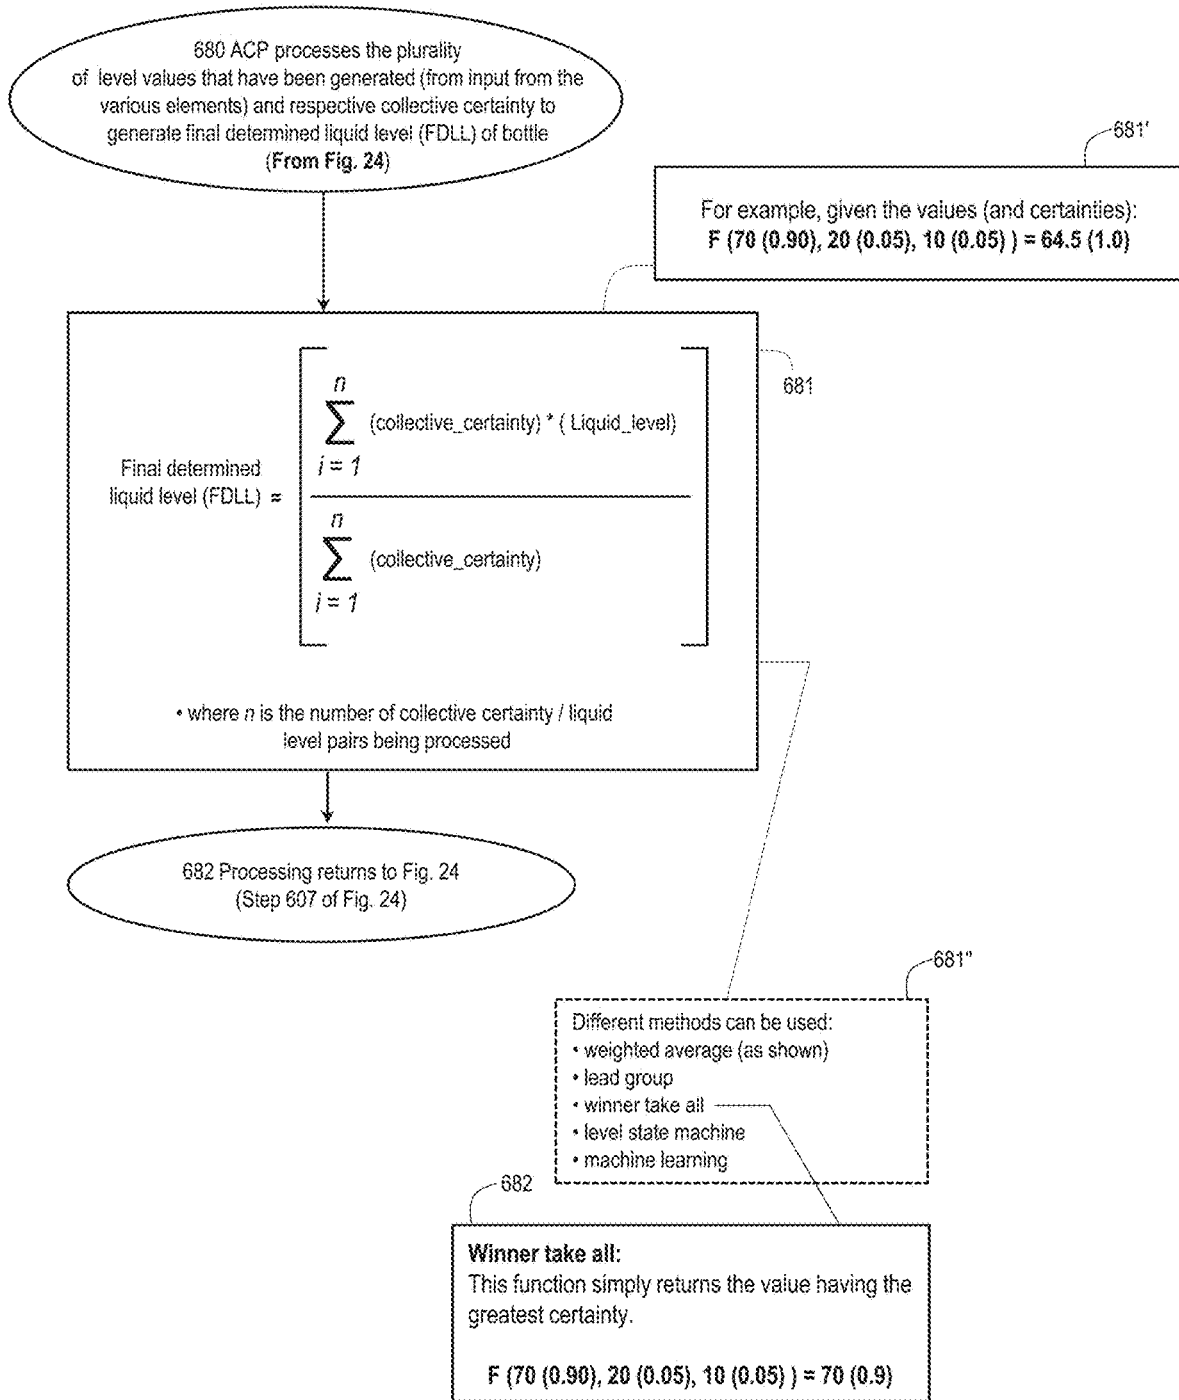 680 ACP processes the plurality
of level values that have been generated (from input from the
various elements) and respective collective certainty to
generate final determined liquid level (FDLL) of bottle
(From Fig. 24)
681'
For example, given the values (and certainties):
F (70 (0.90), 20 (0.05), 10 (0.05) ) = 64.5 (1.0)
681
n
∑ (collective_certainty) * ( Liquid_level)
i = 1
Final determined
liquid level (FDLL) =
n
∑ (collective_certainty)
i = 1
• where n is the number of collective certainty / liquid
level pairs being processed
682 Processing returns to Fig. 24
(Step 607 of Fig. 24)
681"
Different methods can be used:
• weighted average (as shown)
• lead group
• winner take all
• level state machine
• machine learning
682
Winner take all:
This function simply returns the value having the
greatest certainty.
F (70 (0.90), 20 (0.05), 10 (0.05) ) = 70 (0.9)